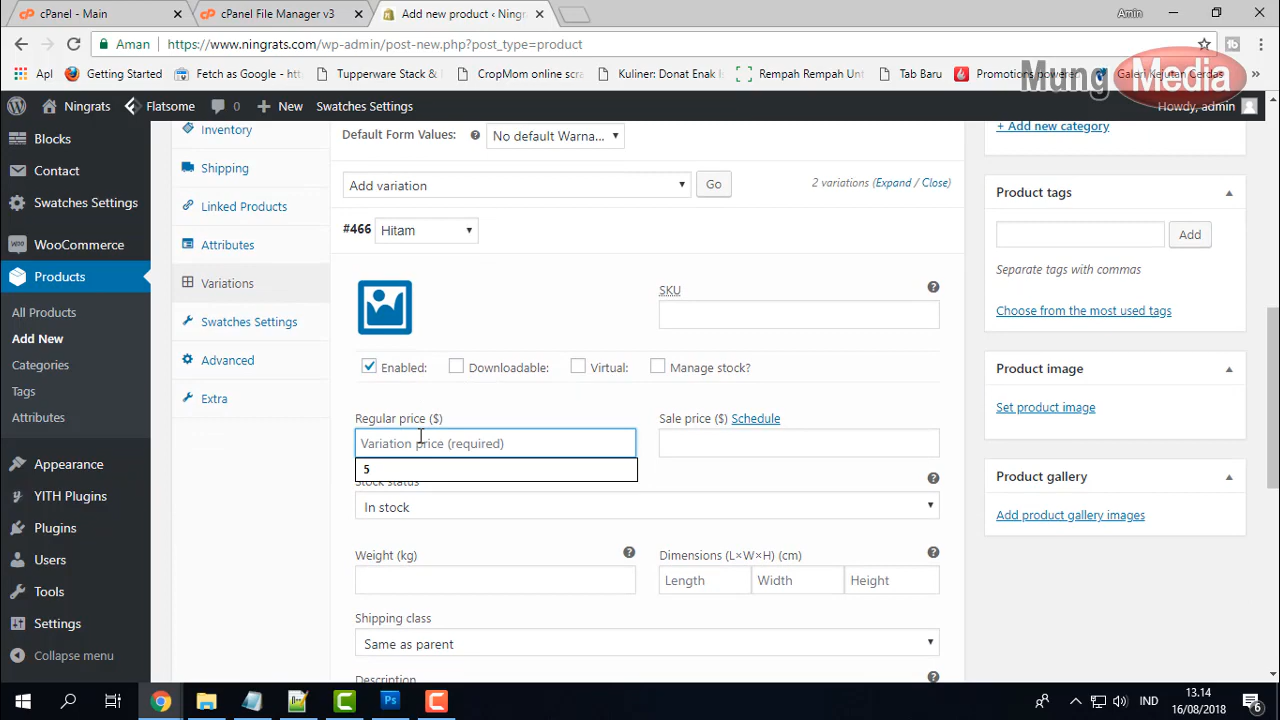 cPanel - Main
cPanel File Manager v3
Add new product ‹ Ningra
Amin
Aman
https://www.ningrats.com/wp-admin/post-new.php?post_type=product
Apl
Getting Started
Fetch as Google - htt
Tupperware Stack &
CropMom online scra
Kuliner: Donat Enak
Rempah Rempah Unt
Tab Baru
Promotions powered
Galeri Kejutan Cerdas
Mung Media
Ningrats
Flatsome
0
New
Swatches Settings
Howdy, admin
Blocks
Contact
Swatches Settings
WooCommerce
Products
All Products
Add New
Categories
Tags
Attributes
Appearance
YITH Plugins
Plugins
Users
Tools
Settings
Collapse menu
Inventory
Shipping
Linked Products
Attributes
Variations
Swatches Settings
Advanced
Extra
Default Form Values:
No default Warna...
Add variation
Go
2 variations (Expand / Close)
#466
Hitam
SKU
Enabled:
Downloadable:
Virtual:
Manage stock?
Regular price ($)
Sale price ($) Schedule
Variation price (required)
5
Stock status
In stock
Weight (kg)
Dimensions (L×W×H) (cm)
Length
Width
Height
Shipping class
Same as parent
Description
+ Add new category
Product tags
Add
Separate tags with commas
Choose from the most used tags
Product image
Set product image
Product gallery
Add product gallery images
IND
13.14
16/08/2018
6